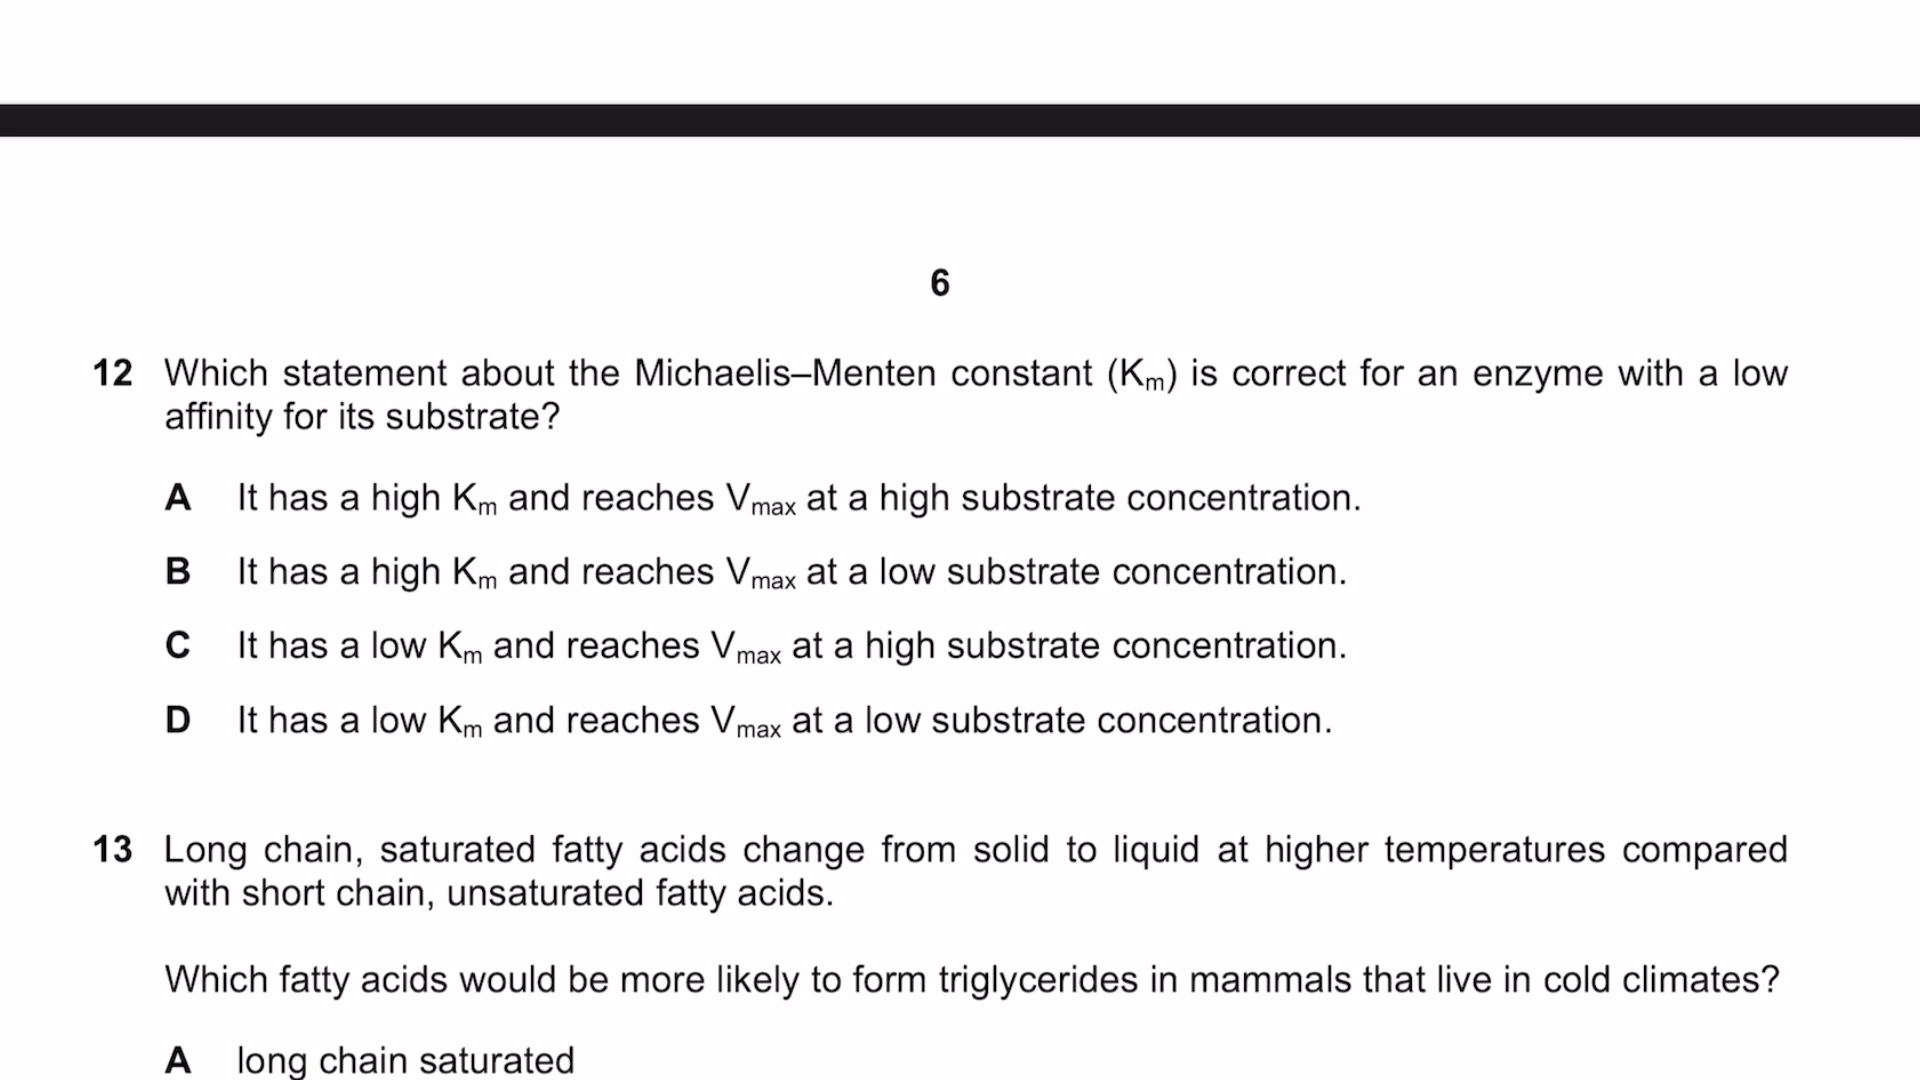 6
12 Which statement about the Michaelis–Menten constant (Km) is correct for an enzyme with a low
affinity for its substrate?
A It has a high Km and reaches Vmax at a high substrate concentration.
B It has a high Km and reaches Vmax at a low substrate concentration.
C It has a low Km and reaches Vmax at a high substrate concentration.
D It has a low Km and reaches Vmax at a low substrate concentration.
13 Long chain, saturated fatty acids change from solid to liquid at higher temperatures compared
with short chain, unsaturated fatty acids.
Which fatty acids would be more likely to form triglycerides in mammals that live in cold climates?
A long chain saturated